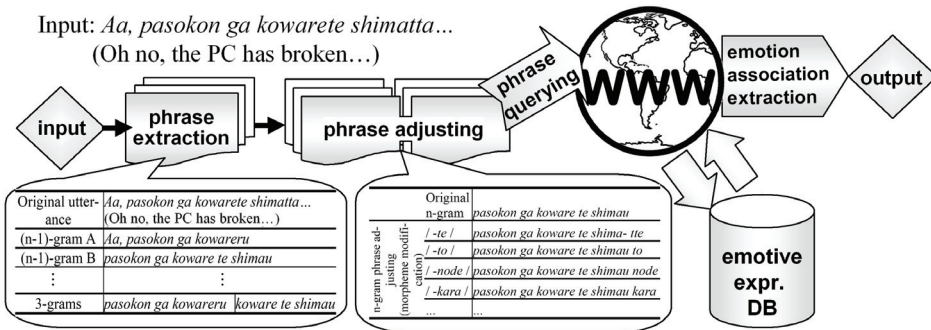 Input: Aa, pasokon ga kowarete shimatta…
(Oh no, the PC has broken…)
input
phrase
extraction
phrase adjusting
phrase
querying
WWW
emotion
association
extraction
output
Original utter-
ance
Aa, pasokon ga kowarete shimatta…
(Oh no, the PC has broken…)
(n-1)-gram A
Aa, pasokon ga kowareru
(n-1)-gram B
pasokon ga koware te shimau
⋮
⋮
3-grams
pasokon ga kowareru
koware te shimau
n-gram phrase ad-
justing
(morpheme modifi-
cation)
Original
n-gram
pasokon ga koware te shimau
/ -te /
pasokon ga koware te shima- tte
/ -to /
pasokon ga koware te shimau to
/ -node /
pasokon ga koware te shimau node
/ -kara /
pasokon ga koware te shimau kara
...
...
emotive
expr.
DB